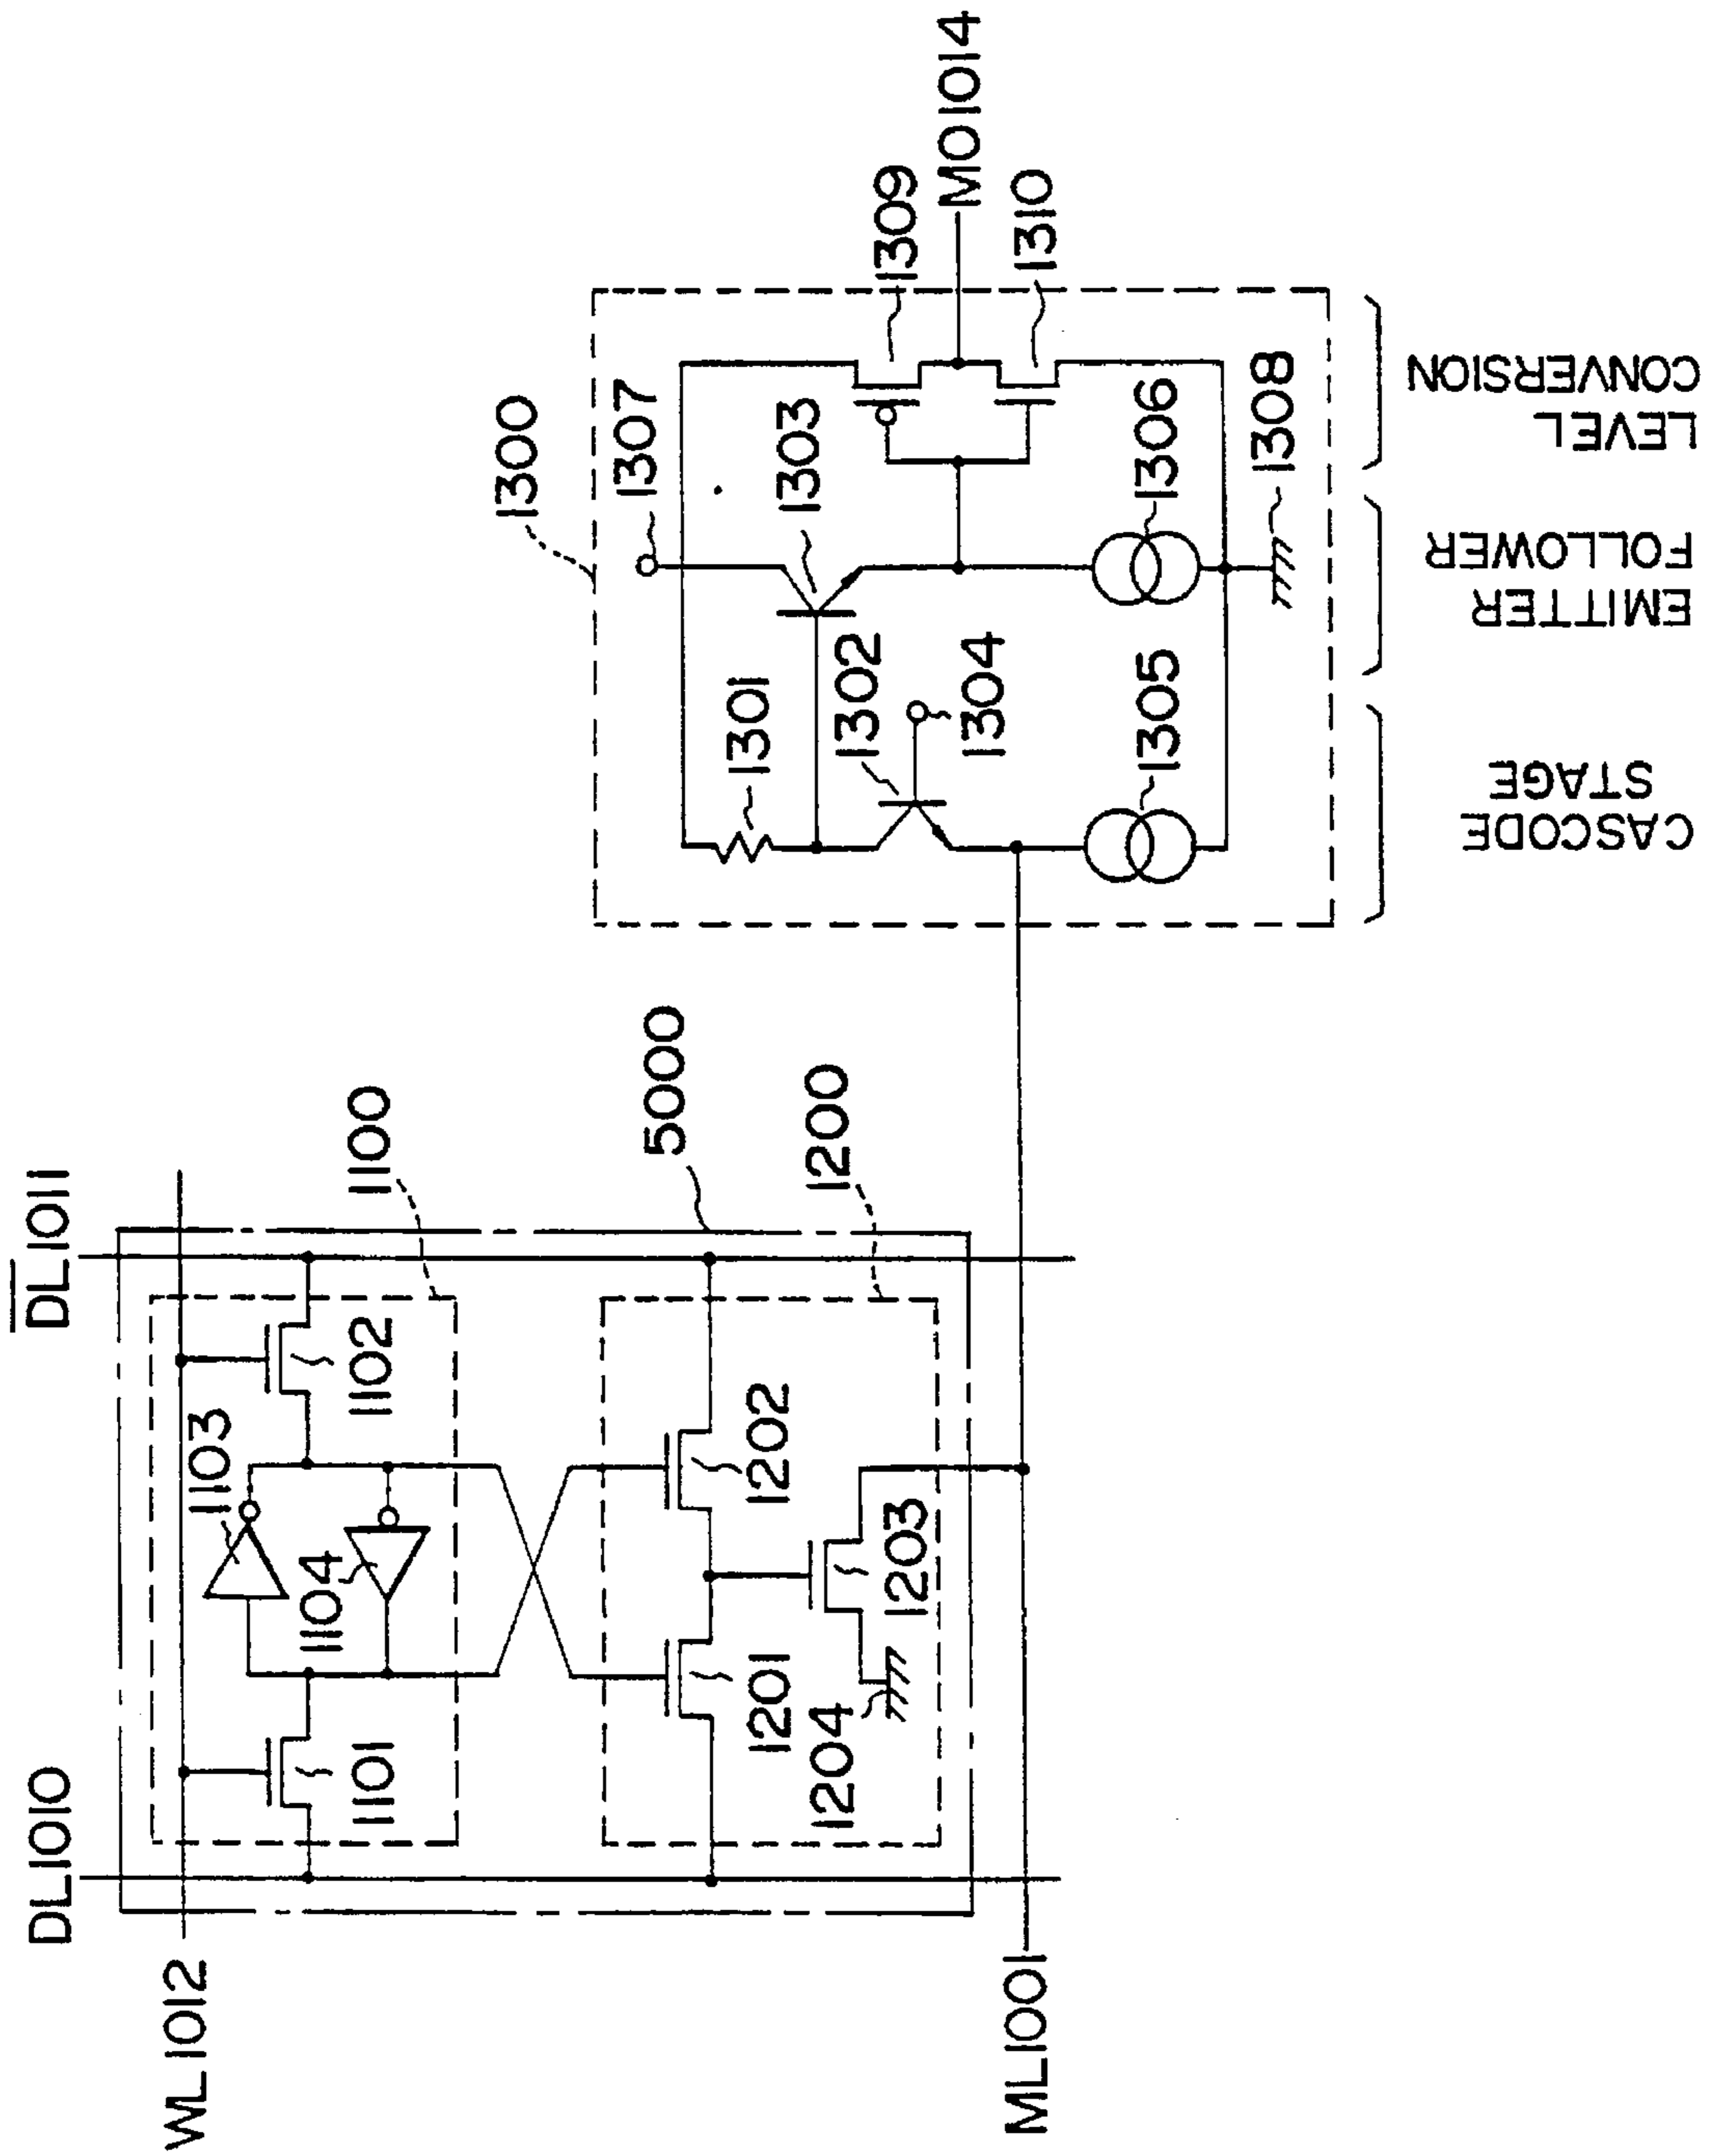 DL1010
DL1011
WL1012
1100
1103
1102
1104
1101
5000
1200
1202
1201
1203
1204
ML1001
1300
1307
1303
1301
1302
1304
1309
MO1014
1310
1306
1305
1308
CASCODE
STAGE
EMITTER
FOLLOWER
LEVEL
CONVERSION